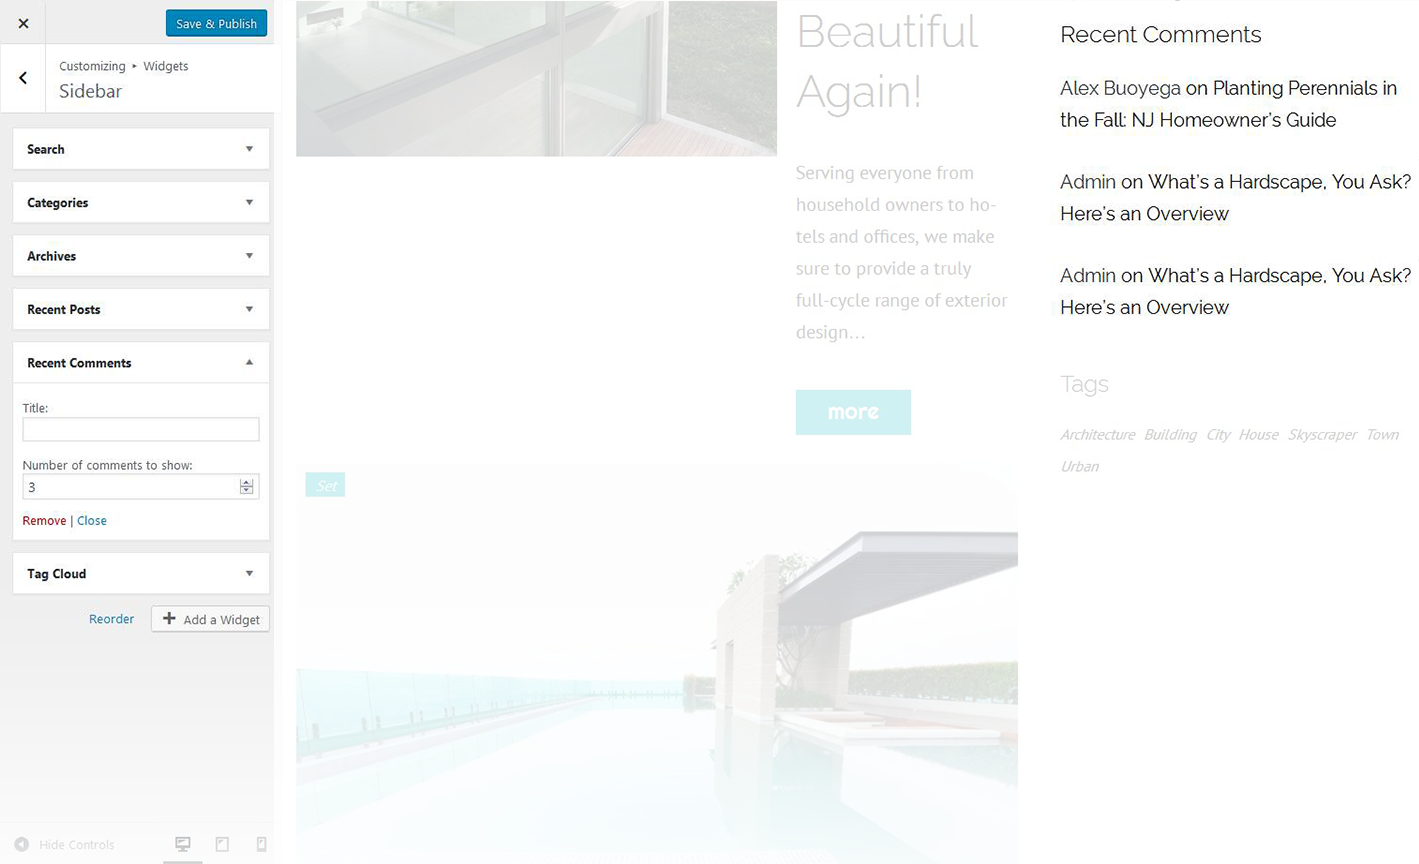 Save & Publish
Customizing ▸ Widgets
Sidebar
Search
Categories
Archives
Recent Posts
Recent Comments
Title:
Number of comments to show:
3
Remove | Close
Tag Cloud
Reorder
Add a Widget
Hide Controls
Beautiful
Again!
Serving everyone from
household owners to ho-
tels and offices, we make
sure to provide a truly
full-cycle range of exterior
design…
more
Set
Recent Comments
Alex Buoyega on Planting Perennials in
the Fall: NJ Homeowner's Guide
Admin on What's a Hardscape, You Ask?
Here's an Overview
Admin on What's a Hardscape, You Ask?
Here's an Overview
Tags
Architecture Building City House Skyscraper Town
Urban